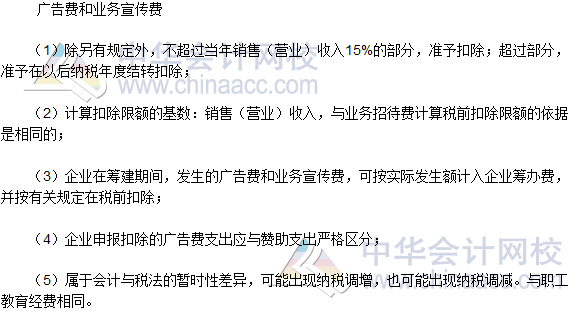 广告费和业务宣传费
（1）除另有规定外，不超过当年销售（营业）收入15%的部分，准予扣除；超过部分，
准予在以后纳税年度结转扣除；
（2）计算扣除限额的基数：销售（营业）收入，与业务招待费计算税前扣除限额的依据
是相同的；
（3）企业在筹建期间，发生的广告费和业务宣传费，可按实际发生额计入企业筹办费，
并按有关规定在税前扣除；
（4）企业申报扣除的广告费支出应与赞助支出严格区分；
（5）属于会计与税法的暂时性差异，可能出现纳税调增，也可能出现纳税调减。与职工
教育经费相同。
中华会计网校
www.chinaacc.com
中华会计网校
www.chinaacc.com